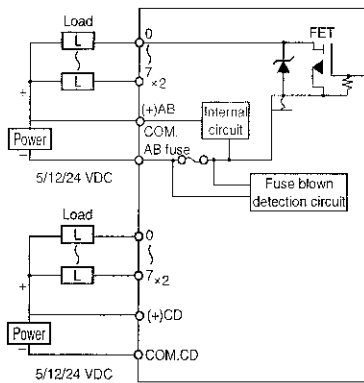 Load
L
0
FET
L
7
×2
+
(+)AB
Internal
circuit
COM.
Power
AB fuse
−
5/12/24 VDC
Fuse blown
detection circuit
Load
L
0
L
7
×2
+
(+)CD
Power
−
COM.CD
5/12/24 VDC